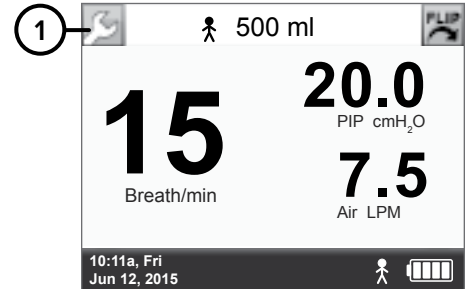 1
500 ml
FLIP
15
Breath/min
20.0
PIP cmH₂O
7.5
Air LPM
10:11a, Fri
Jun 12, 2015